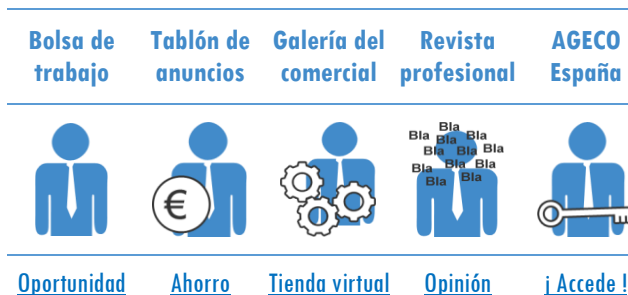 Bolsa de Tablón de Galería del Revista AGECO
trabajo anuncios comercial profesional España
Bla
Bla Bla Bla
Bla Bla Bla
Bla Bla Bla
Bla Bla
€
Oportunidad Ahorro Tienda virtual Opinión ¡ Accede !